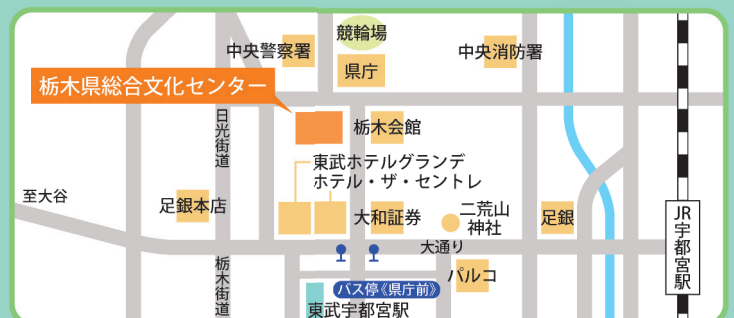 競輪場
中央警察署
中央消防署
県庁
栃木県総合文化センター
日光街道
栃木会館
東武ホテルグランデ
ホテル・ザ・セントレ
至大谷
足銀本店
大和証券
二荒山
神社
足銀
JR宇都宮駅
大通り
栃木街道
パルコ
バス停《県庁前》
東武宇都宮駅